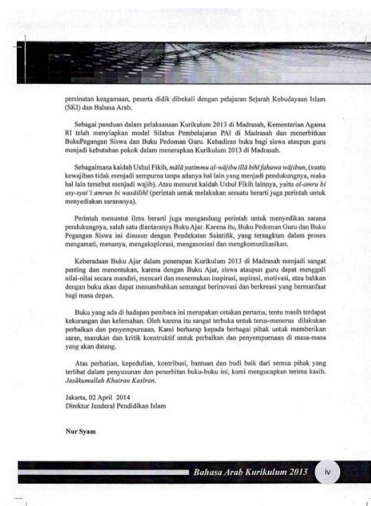 peminatan keagamaan, peserta didik dibekali dengan pelajaran Sejarah Kebudayaan Islam
(SKI) dan Bahasa Arab.
Sebagai panduan dalam pelaksanaan Kurikulum 2013 di Madrasah, Kementerian Agama
RI telah menyiapkan model Silabus Pembelajaran PAI di Madrasah dan menerbitkan
BukuPegangan Siswa dan Buku Pedoman Guru. Kehadiran buku bagi siswa ataupun guru
menjadi kebutuhan pokok dalam menerapkan Kurikulum 2013 di Madrasah.
Sebagaimana kaidah Ushul Fikih, mālā yatimmu al-wājibu illā bihī fahuwa wājibun, (suatu
kewajiban tidak menjadi sempurna tanpa adanya hal lain yang menjadi pendukungnya, maka
hal lain tersebut menjadi wajib). Atau menurut kaidah Ushul Fikih lainnya, yaitu al-amru bi
asy-syai'i amrun bi wasāilihī (perintah untuk melakukan sesuatu berarti juga perintah untuk
menyediakan sarananya).
Perintah menuntut ilmu berarti juga mengandung perintah untuk menyedikan sarana
pendukungnya, salah satu diantaranya Buku Ajar. Karena itu, Buku Pedoman Guru dan Buku
Pegangan Siswa ini disusun dengan Pendekatan Saintifik, yang terangkum dalam proses
mengamati, menanya, mengeksplorasi, mengasosiasi dan mengkomunikasikan.
Keberadaan Buku Ajar dalam penerapan Kurikulum 2013 di Madrasah menjadi sangat
penting dan menentukan, karena dengan Buku Ajar, siswa ataupun guru dapat menggali
nilai-nilai secara mandiri, mencari dan menemukan inspirasi, aspirasi, motivasi, atau bahkan
dengan buku akan dapat menumbuhkan semangat berinovasi dan berkreasi yang bermanfaat
bagi masa depan.
Buku yang ada di hadapan pembaca ini merupakan cetakan pertama, tentu masih terdapat
kekurangan dan kelemahan. Oleh karena itu sangat terbuka untuk terus-menerus dilakukan
perbaikan dan penyempurnaan. Kami berharap kepada berbagai pihak untuk memberikan
saran, masukan dan kritik konstruktif untuk perbaikan dan penyempurnaan di masa-masa
yang akan datang.
Atas perhatian, kepedulian, kontribusi, bantuan dan budi baik dari semua pihak yang
terlibat dalam penyusunan dan penerbitan buku-buku ini, kami mengucapkan terima kasih.
Jazākumullah Khairan Kasīran.
Jakarta, 02 April 2014
Direktur Jenderal Pendidikan Islam
Nur Syam
Bahasa Arab Kurikulum 2013 iv